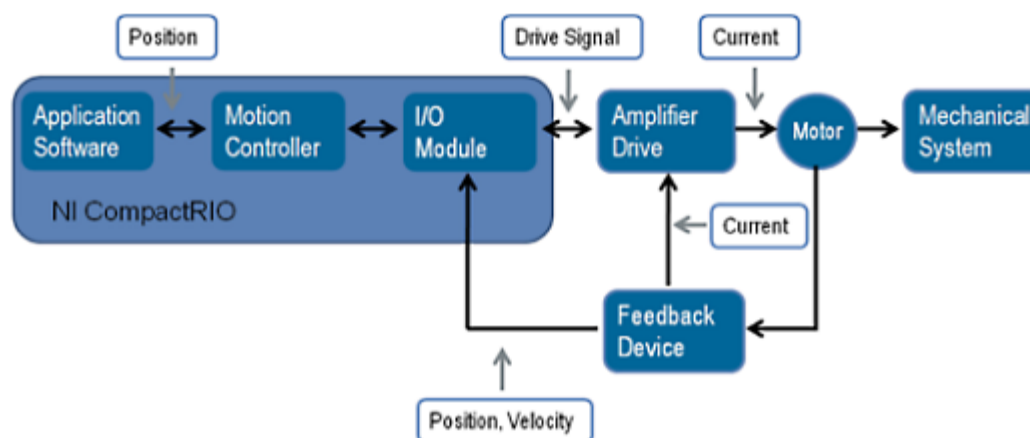 Position
Drive Signal
Current
Application
Software
Motion
Controller
I/O
Module
Amplifier
Drive
Motor
Mechanical
System
NI CompactRIO
Current
Feedback
Device
Position, Velocity